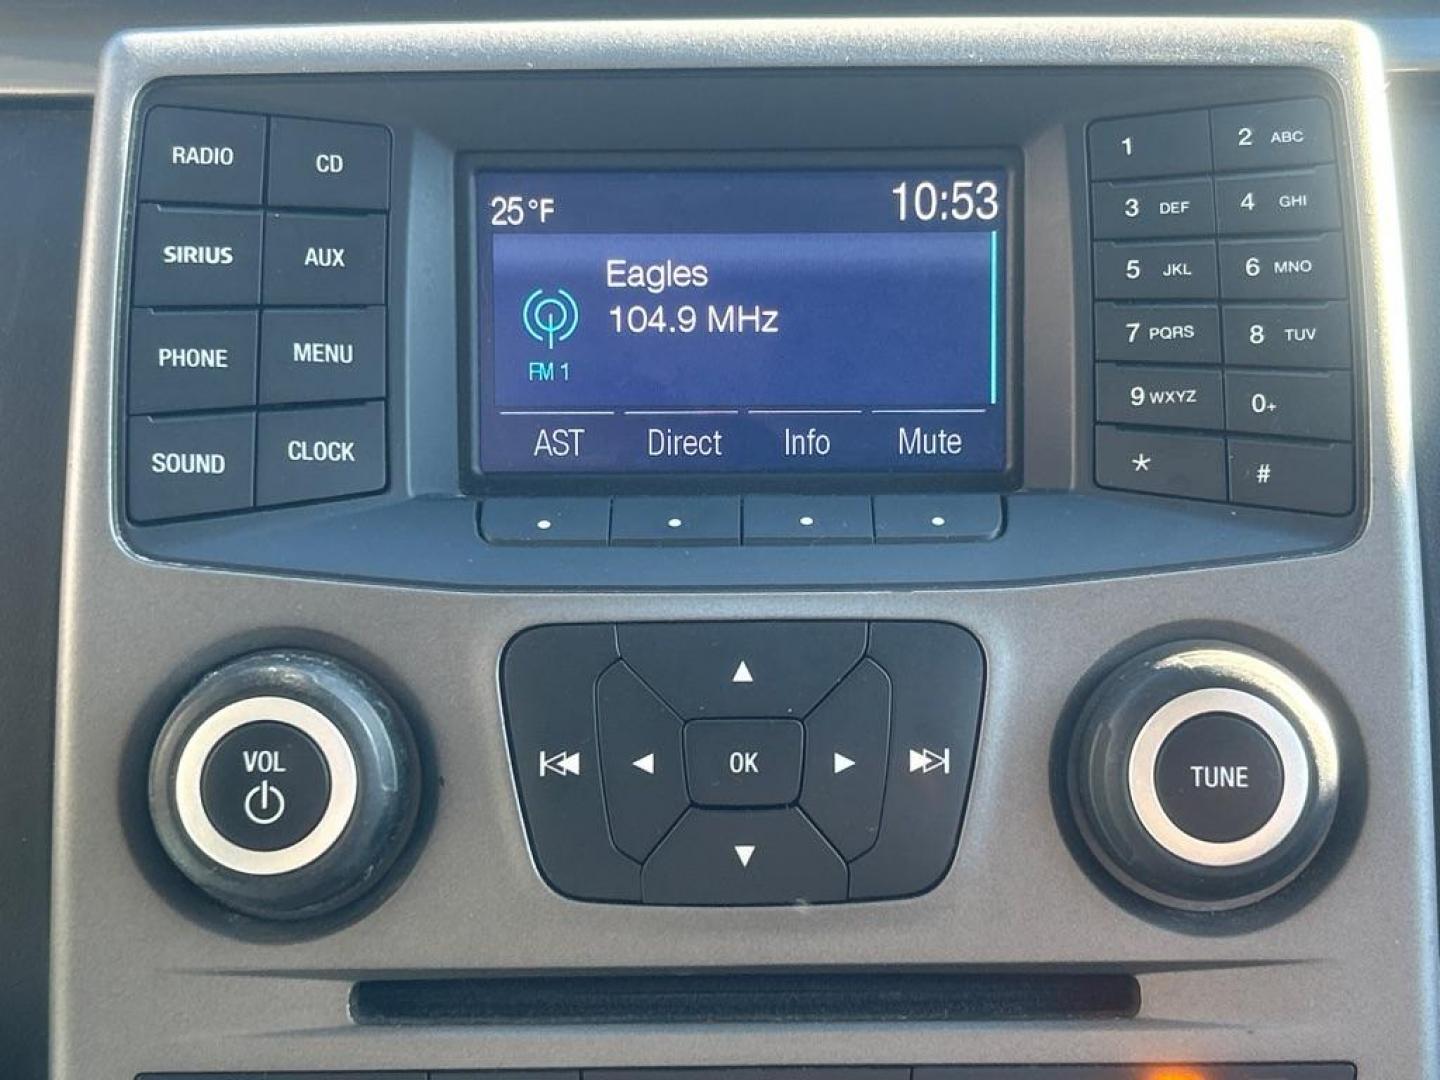 RADIO CD
SIRIUS AUX
PHONE MENU
SOUND CLOCK
25°F 10:53
Eagles
104.9 MHz
FM 1
AST Direct Info Mute
1 2 ABC
3 DEF 4 GHI
5 JKL 6 MNO
7 PQRS 8 TUV
9 WXYZ 0+
* #
VOL
OK
TUNE